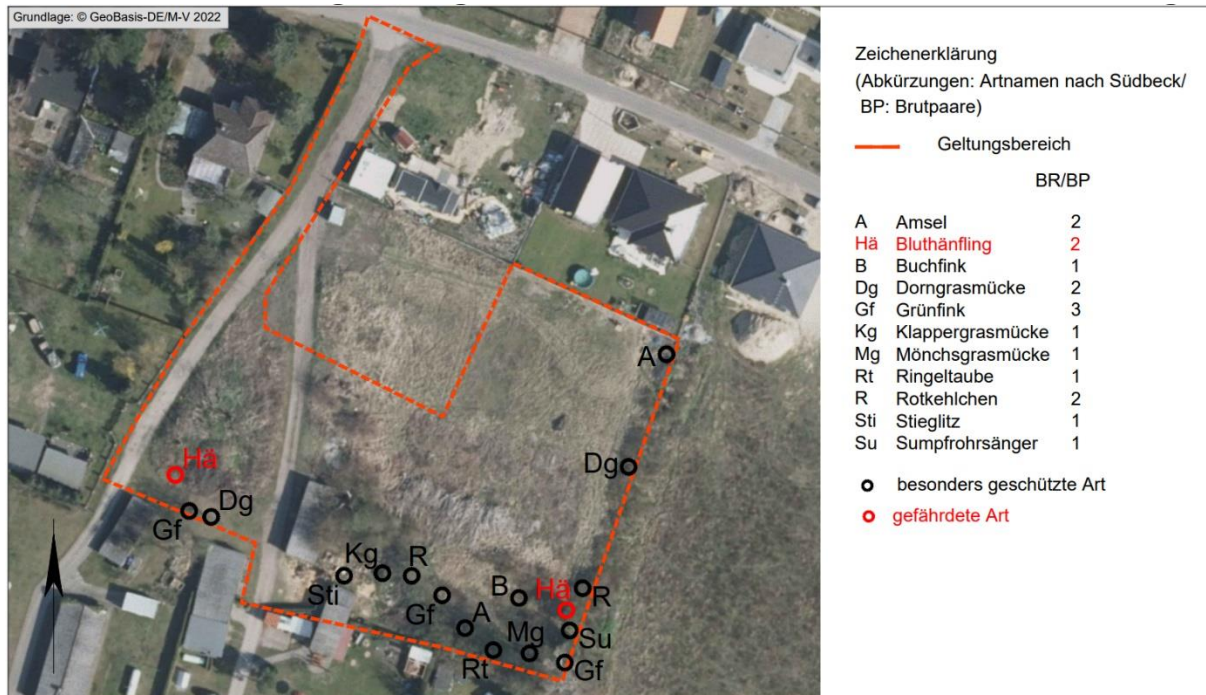 Grundlage: © GeoBasis-DE/M-V 2022
Zeichenerklärung
(Abkürzungen: Artnamen nach Südbeck/
BP: Brutpaare)
Geltungsbereich
BR/BP
A Amsel 2
Hä Bluthänfling 2
B Buchfink 1
Dg Dorngrasmücke 2
Gf Grünfink 3
Kg Klappergrasmücke 1
Mg Mönchsgrasmücke 1
Rt Ringeltaube 1
R Rotkehlchen 2
Sti Stieglitz 1
Su Sumpfrohrsänger 1
besonders geschützte Art
gefährdete Art
A
Dg
Hä
Gf Dg
Kg R
Sti
Gf
B Hä R
A
Su
Rt Mg Gf